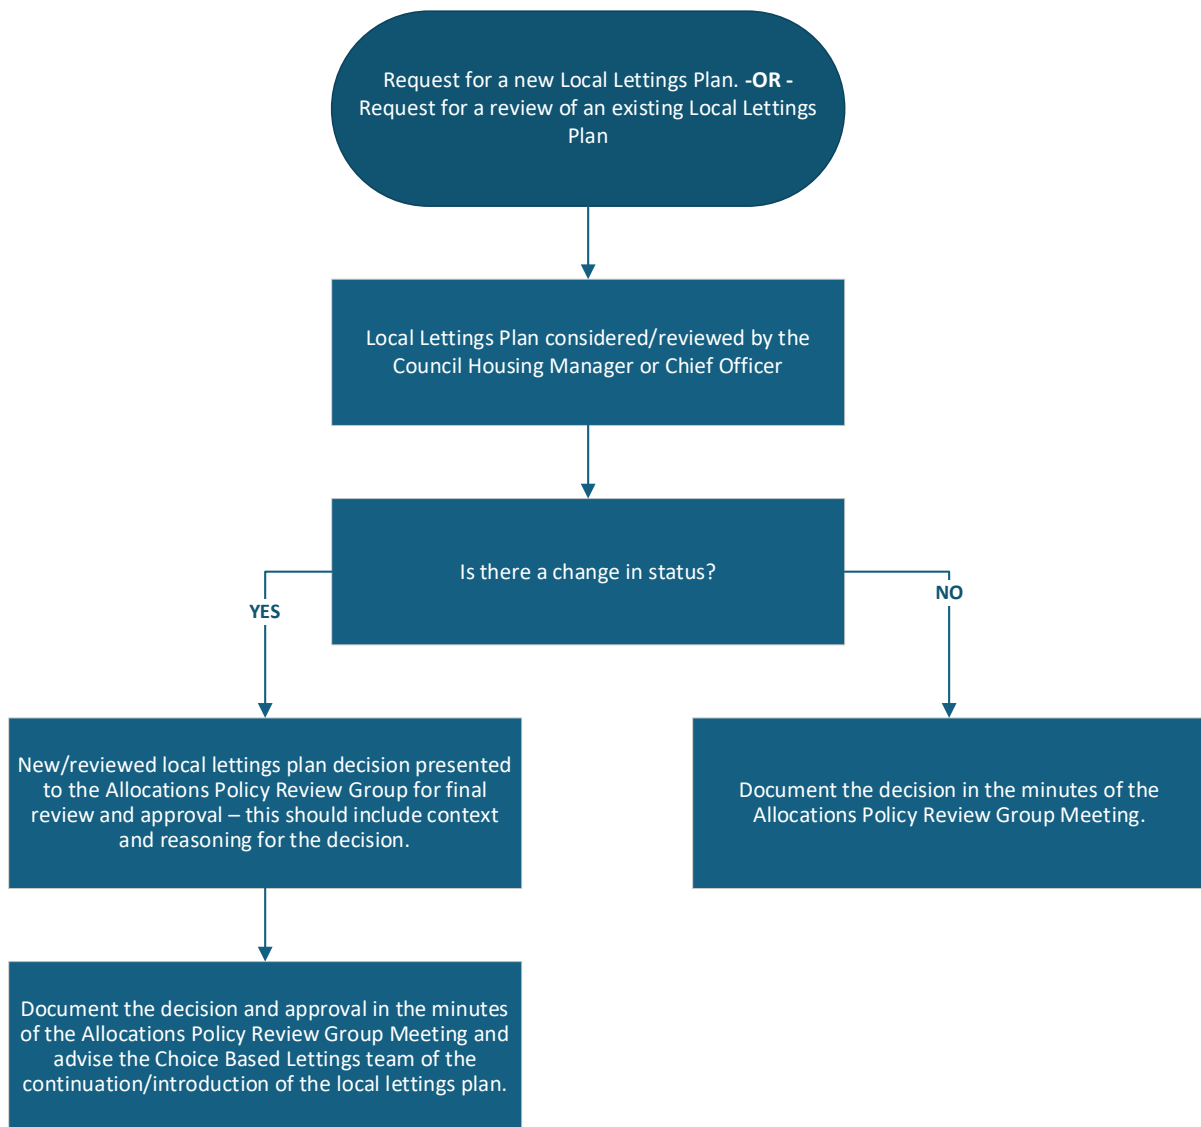 Request for a new Local Lettings Plan. -OR -
Request for a review of an existing Local Lettings
Plan
Local Lettings Plan considered/reviewed by the
Council Housing Manager or Chief Officer
Is there a change in status?
YES
NO
New/reviewed local lettings plan decision presented
to the Allocations Policy Review Group for final
review and approval – this should include context
and reasoning for the decision.
Document the decision in the minutes of the
Allocations Policy Review Group Meeting.
Document the decision and approval in the minutes
of the Allocations Policy Review Group Meeting and
advise the Choice Based Lettings team of the
continuation/introduction of the local lettings plan.